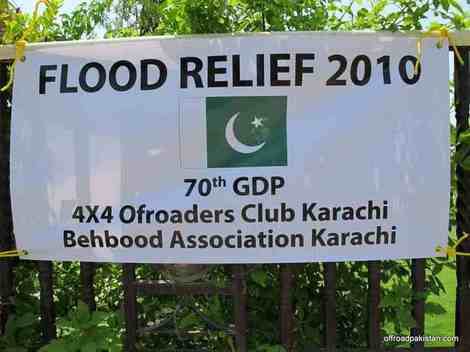 FLOOD RELIEF 2010
70th GDP
4X4 Ofroaders Club Karachi
Behbood Association Karachi
offroadpakistan.com